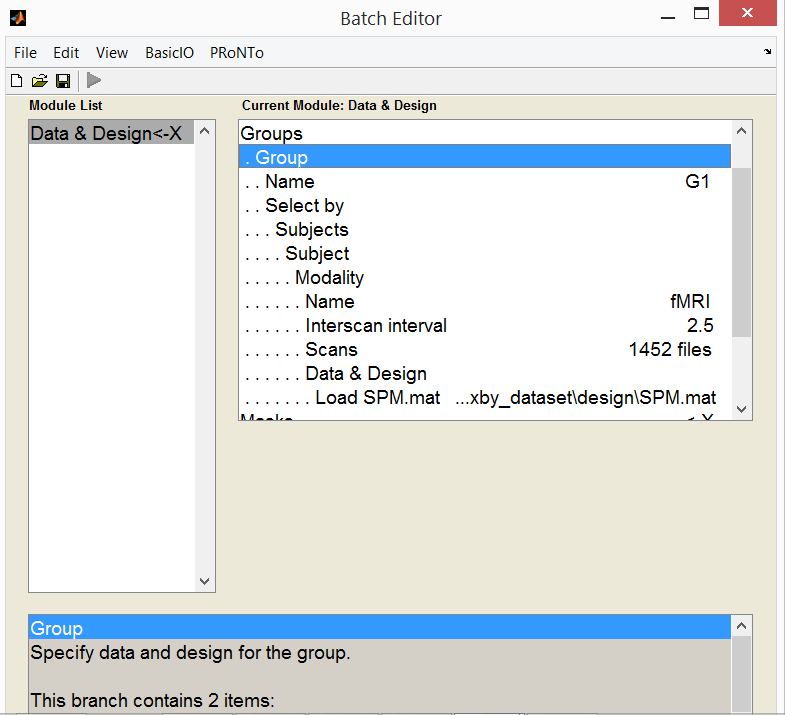 Batch Editor
File Edit View BasicIO PRoNTo
Module List
Data & Design<-X
Current Module: Data & Design
Groups
. Group
. . Name G1
. . Select by
. . . Subjects
. . . . Subject
. . . . . Modality
. . . . . . Name fMRI
. . . . . . Interscan interval 2.5
. . . . . . Scans 1452 files
. . . . . . Data & Design
. . . . . . . Load SPM.mat ...xby_dataset\design\SPM.mat
Masks <-X
Group
Specify data and design for the group.
This branch contains 2 items: